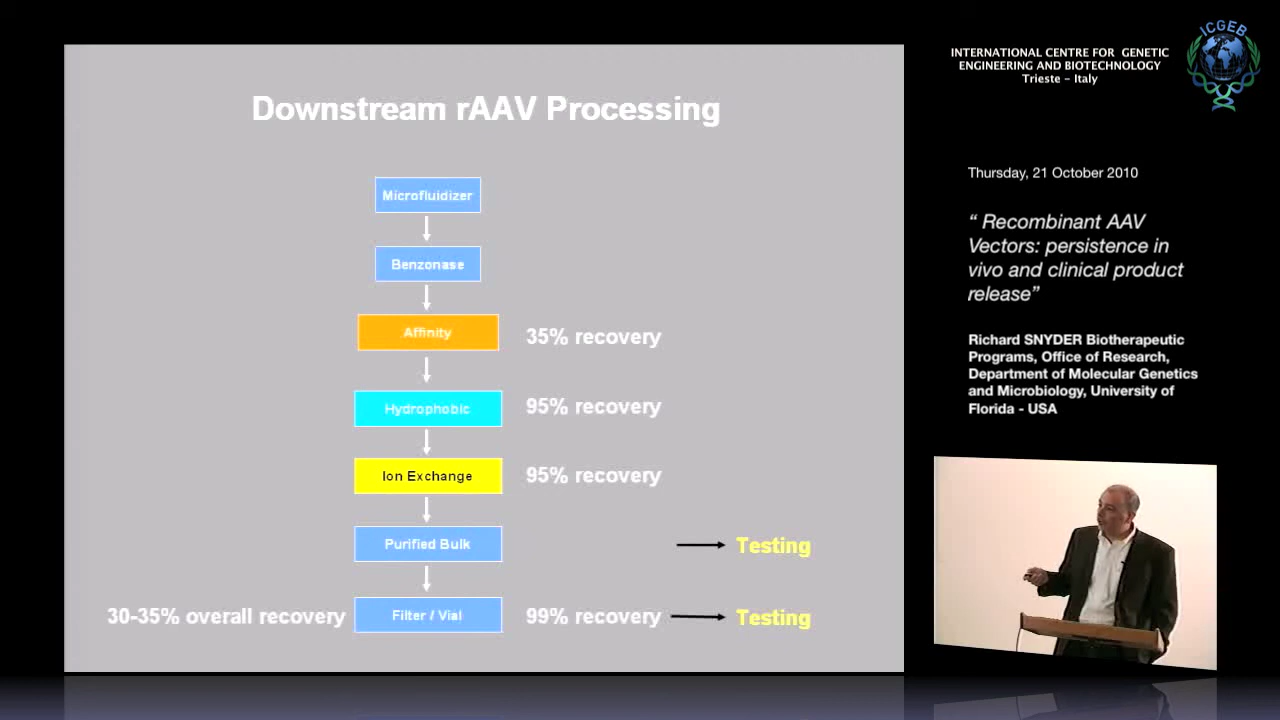 Downstream rAAV Processing
Microfluidizer
Benzonase
Affinity
35% recovery
Hydrophobic
95% recovery
Ion Exchange
95% recovery
Purified Bulk
Testing
30-35% overall recovery
Filter / Vial
99% recovery
Testing
ICGEB
INTERNATIONAL CENTRE FOR GENETIC
ENGINEERING AND BIOTECHNOLOGY
Trieste – Italy
Thursday, 21 October 2010
“ Recombinant AAV
Vectors: persistence in
vivo and clinical product
release”
Richard SNYDER Biotherapeutic
Programs, Office of Research,
Department of Molecular Genetics
and Microbiology, University of
Florida - USA